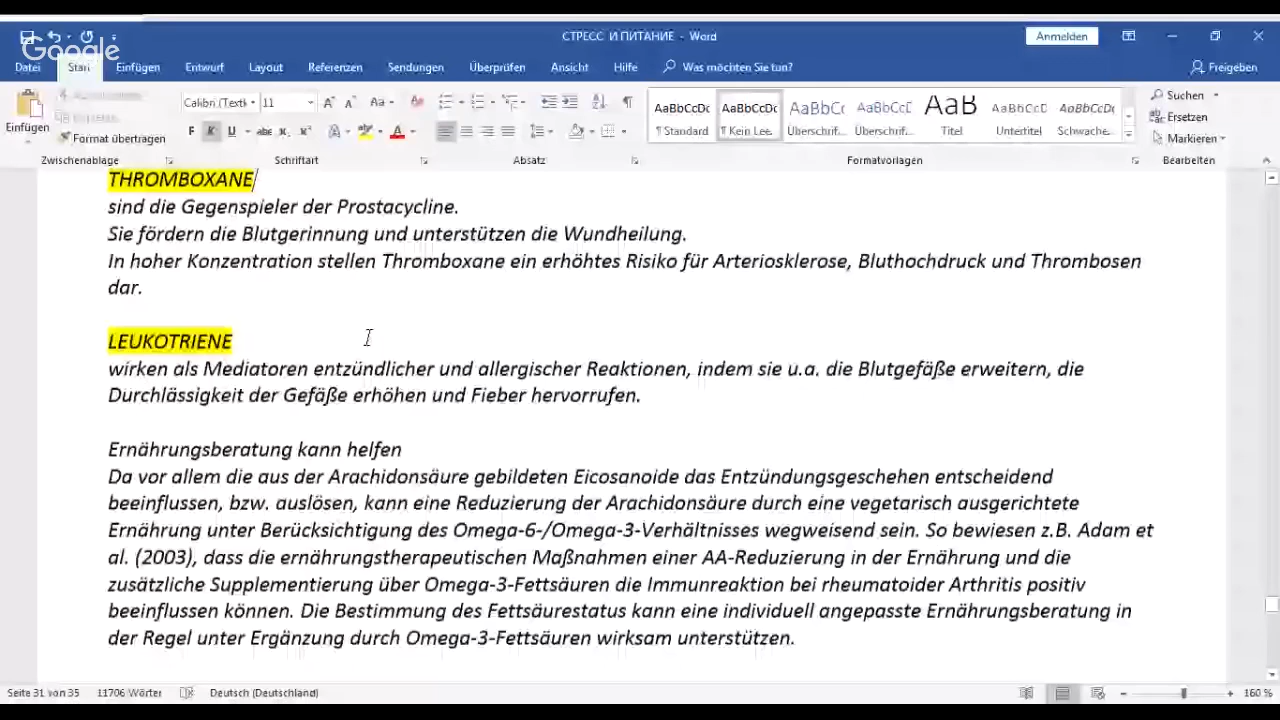 СТРЕСС И ПИТАНИЕ - Word
Anmelden
Google
Datei Start Einfügen Entwurf Layout Referenzen Sendungen Überprüfen Ansicht Hilfe Was möchten Sie tun? Freigeben
Einfügen
Format übertragen
Calibri (Textk 11
AaBbCcDc AaBbCcDc AaBbCc AaBbCcD AaB AaBbCcD AaBbCcD
¶ Standard ¶ Kein Lee. Überschrif... Überschrif... Titel Untertitel Schwache...
Suchen
Ersetzen
Markieren
Zwischenablage Schriftart Absatz Formatvorlagen Bearbeiten
THROMBOXANE
sind die Gegenspieler der Prostacycline.
Sie fördern die Blutgerinnung und unterstützen die Wundheilung.
In hoher Konzentration stellen Thromboxane ein erhöhtes Risiko für Arteriosklerose, Bluthochdruck und Thrombosen
dar.
LEUKOTRIENE
wirken als Mediatoren entzündlicher und allergischer Reaktionen, indem sie u.a. die Blutgefäße erweitern, die
Durchlässigkeit der Gefäße erhöhen und Fieber hervorrufen.
Ernährungsberatung kann helfen
Da vor allem die aus der Arachidonsäure gebildeten Eicosanoide das Entzündungsgeschehen entscheidend
beeinflussen, bzw. auslösen, kann eine Reduzierung der Arachidonsäure durch eine vegetarisch ausgerichtete
Ernährung unter Berücksichtigung des Omega-6-/Omega-3-Verhältnisses wegweisend sein. So bewiesen z.B. Adam et
al. (2003), dass die ernährungstherapeutischen Maßnahmen einer AA-Reduzierung in der Ernährung und die
zusätzliche Supplementierung über Omega-3-Fettsäuren die Immunreaktion bei rheumatoider Arthritis positiv
beeinflussen können. Die Bestimmung des Fettsäurestatus kann eine individuell angepasste Ernährungsberatung in
der Regel unter Ergänzung durch Omega-3-Fettsäuren wirksam unterstützen.
Seite 31 von 35 11706 Wörter Deutsch (Deutschland) 160 %